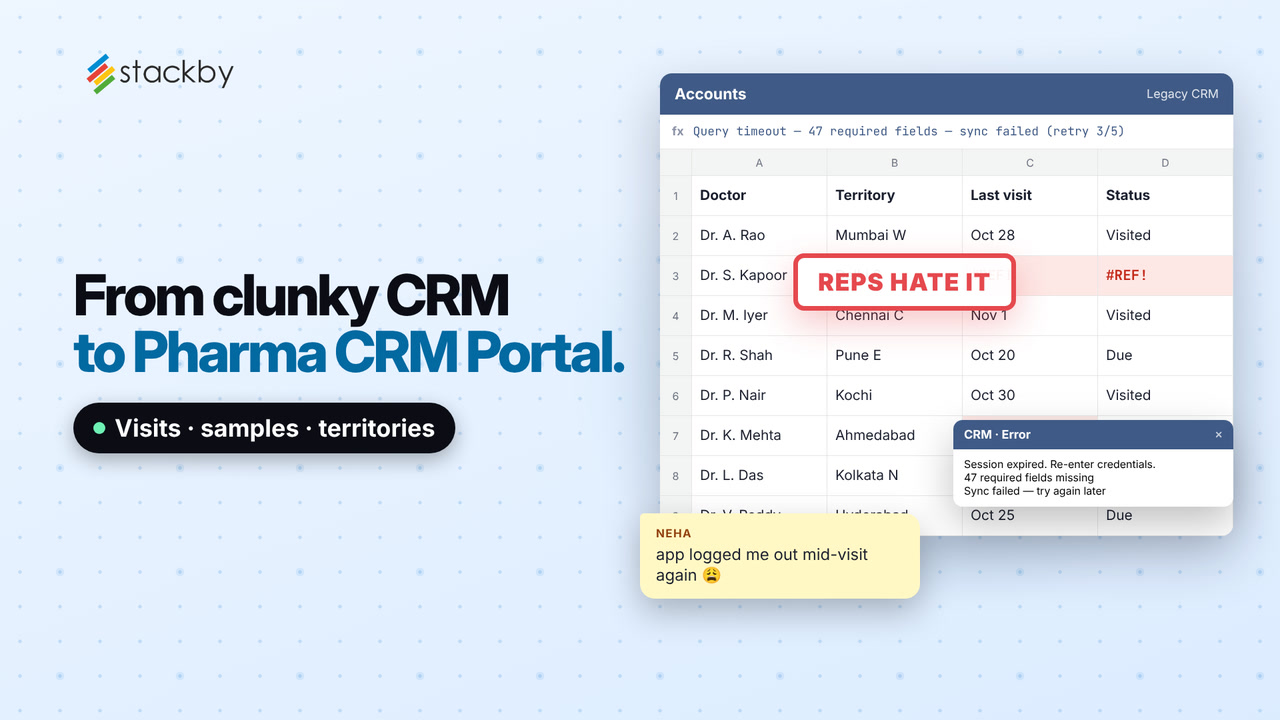 stackby
From clunky CRM
to Pharma CRM Portal.
Visits · samples · territories
Accounts
Legacy CRM
fx Query timeout — 47 required fields — sync failed (retry 3/5)
A B C D
1 Doctor Territory Last visit Status
2 Dr. A. Rao Mumbai W Oct 28 Visited
3 Dr. S. Kapoor #REF!
REPS HATE IT
4 Dr. M. Iyer Chennai C Nov 1 Visited
5 Dr. R. Shah Pune E Oct 20 Due
6 Dr. P. Nair Kochi Oct 30 Visited
7 Dr. K. Mehta Ahmedabad
8 Dr. L. Das Kolkata N
Oct 25 Due
CRM · Error ×
Session expired. Re-enter credentials.
47 required fields missing
Sync failed — try again later
NEHA
app logged me out mid-visit
again 😩